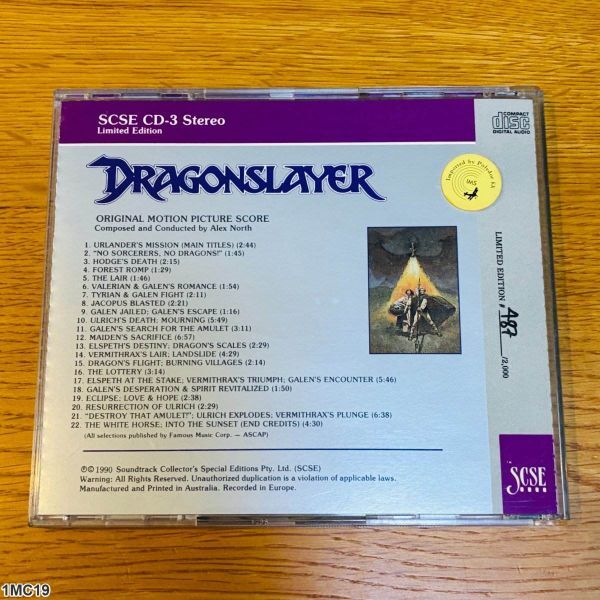 SCSE CD-3 Stereo
Limited Edition
COMPACT
disc
DIGITAL AUDIO
DRAGONSLAYER
Imported by Polydor kk
IMS
ORIGINAL MOTION PICTURE SCORE
Composed and Conducted by Alex North
1. URLANDER'S MISSION (MAIN TITLES) (2:44)
2. "NO SORCERERS, NO DRAGONS!" (1:45)
3. HODGE'S DEATH (2:15)
4. FOREST ROMP (1:29)
5. THE LAIR (1:46)
6. VALERIAN & GALEN'S ROMANCE (1:54)
7. TYRIAN & GALEN FIGHT (2:11)
8. JACOPUS BLASTED (2:21)
9. GALEN JAILED; GALEN'S ESCAPE (1:16)
10. ULRICH'S DEATH; MOURNING (5:49)
11. GALEN'S SEARCH FOR THE AMULET (3:11)
12. MAIDEN'S SACRIFICE (6:57)
13. ELSPETH'S DESTINY; DRAGON'S SCALES (2:29)
14. VERMITHRAX'S LAIR; LANDSLIDE (4:29)
15. DRAGON'S FLIGHT; BURNING VILLAGES (2:14)
16. THE LOTTERY (3:14)
17. ELSPETH AT THE STAKE; VERMITHRAX'S TRIUMPH; GALEN'S ENCOUNTER (5:46)
18. GALEN'S DESPERATION & SPIRIT REVITALIZED (1:50)
19. ECLIPSE; LOVE & HOPE (2:38)
20. RESURRECTION OF ULRICH (2:29)
21. "DESTROY THAT AMULET!"; ULRICH EXPLODES; VERMITHRAX'S PLUNGE (6:38)
22. THE WHITE HORSE; INTO THE SUNSET (END CREDITS) (4:30)
(All selections published by Famous Music Corp. — ASCAP)
LIMITED EDITION # 487 /2,000
℗ © 1990 Soundtrack Collector's Special Editions Pty. Ltd. (SCSE)
Warning: All Rights Reserved. Unauthorized duplication is a violation of applicable laws.
Manufactured and Printed in Australia. Recorded in Europe.
SCSE
1MC19